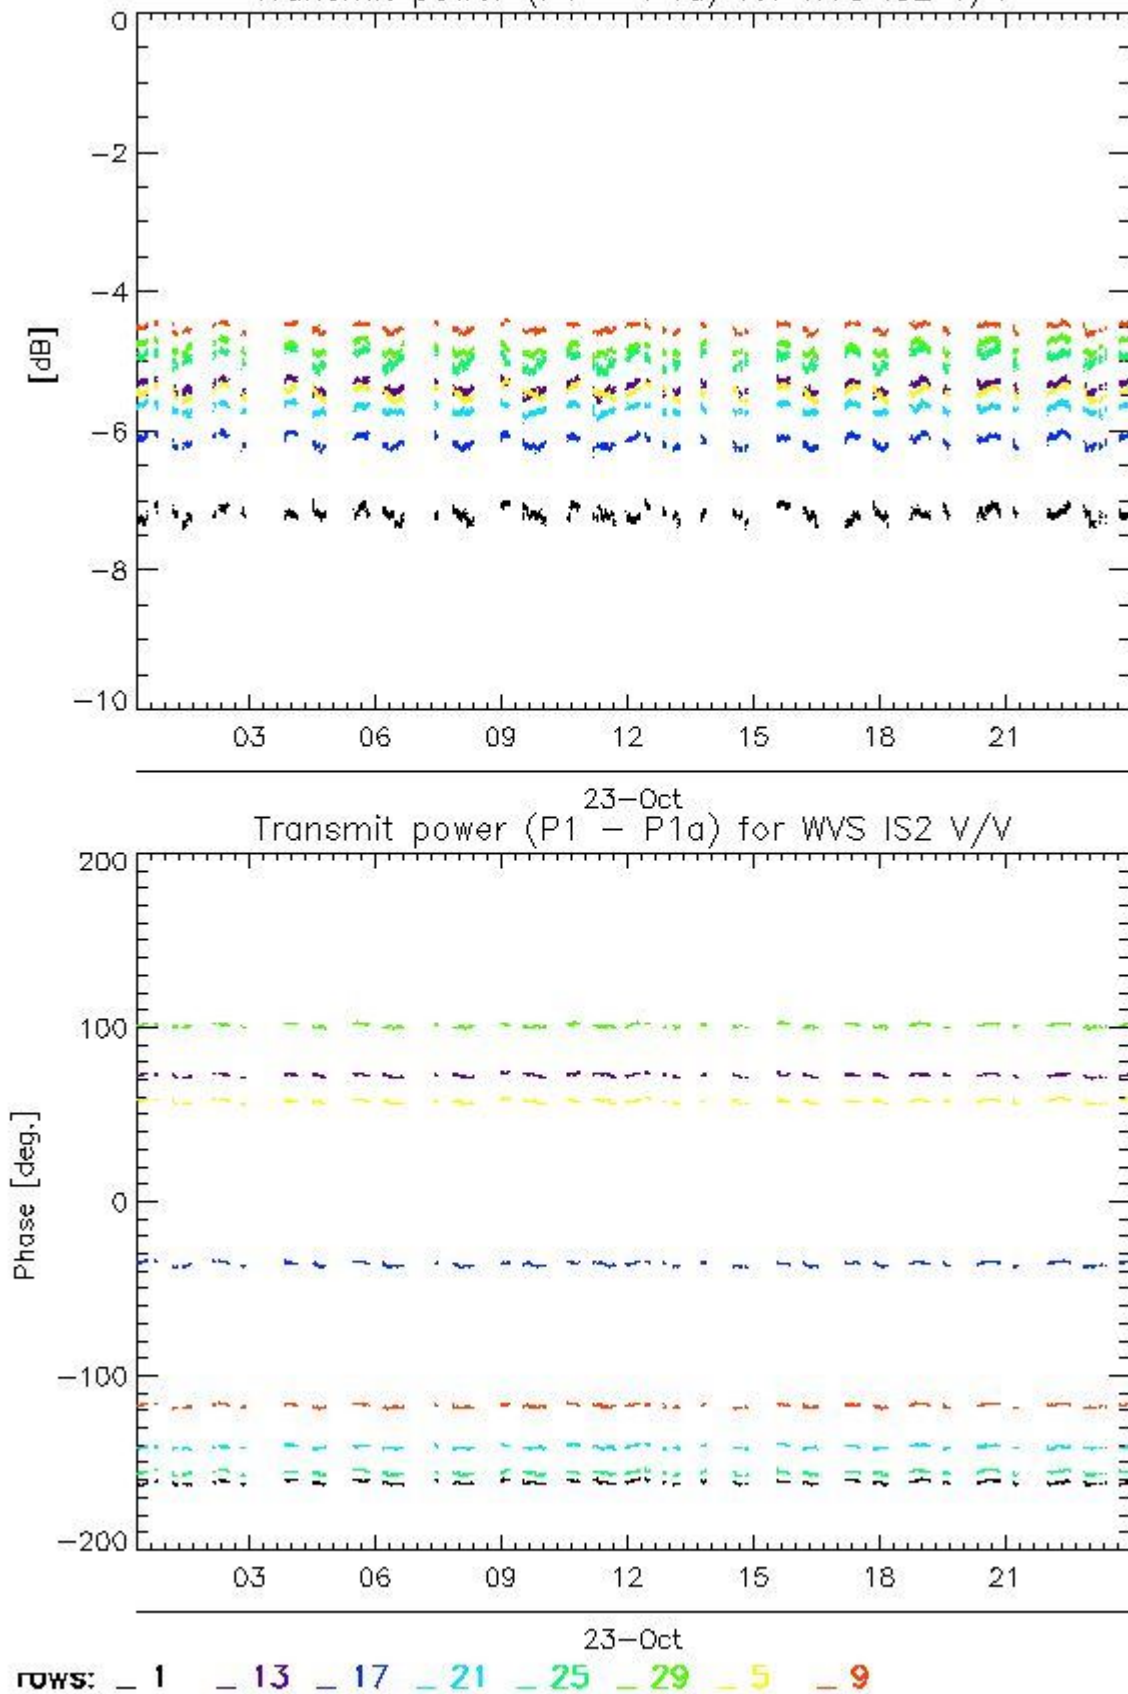 0
−2
−4
[dB]
−6
−8
−10
03 06 09 12 15 18 21
23−Oct
Transmit power (P1 − P1a) for WVS IS2 V/V
200
100
0
Phase [deg.]
−100
−200
03 06 09 12 15 18 21
23−Oct
rows: _ 1 _ 13 _ 17 _ 21 _ 25 _ 29 _ 5 _ 9